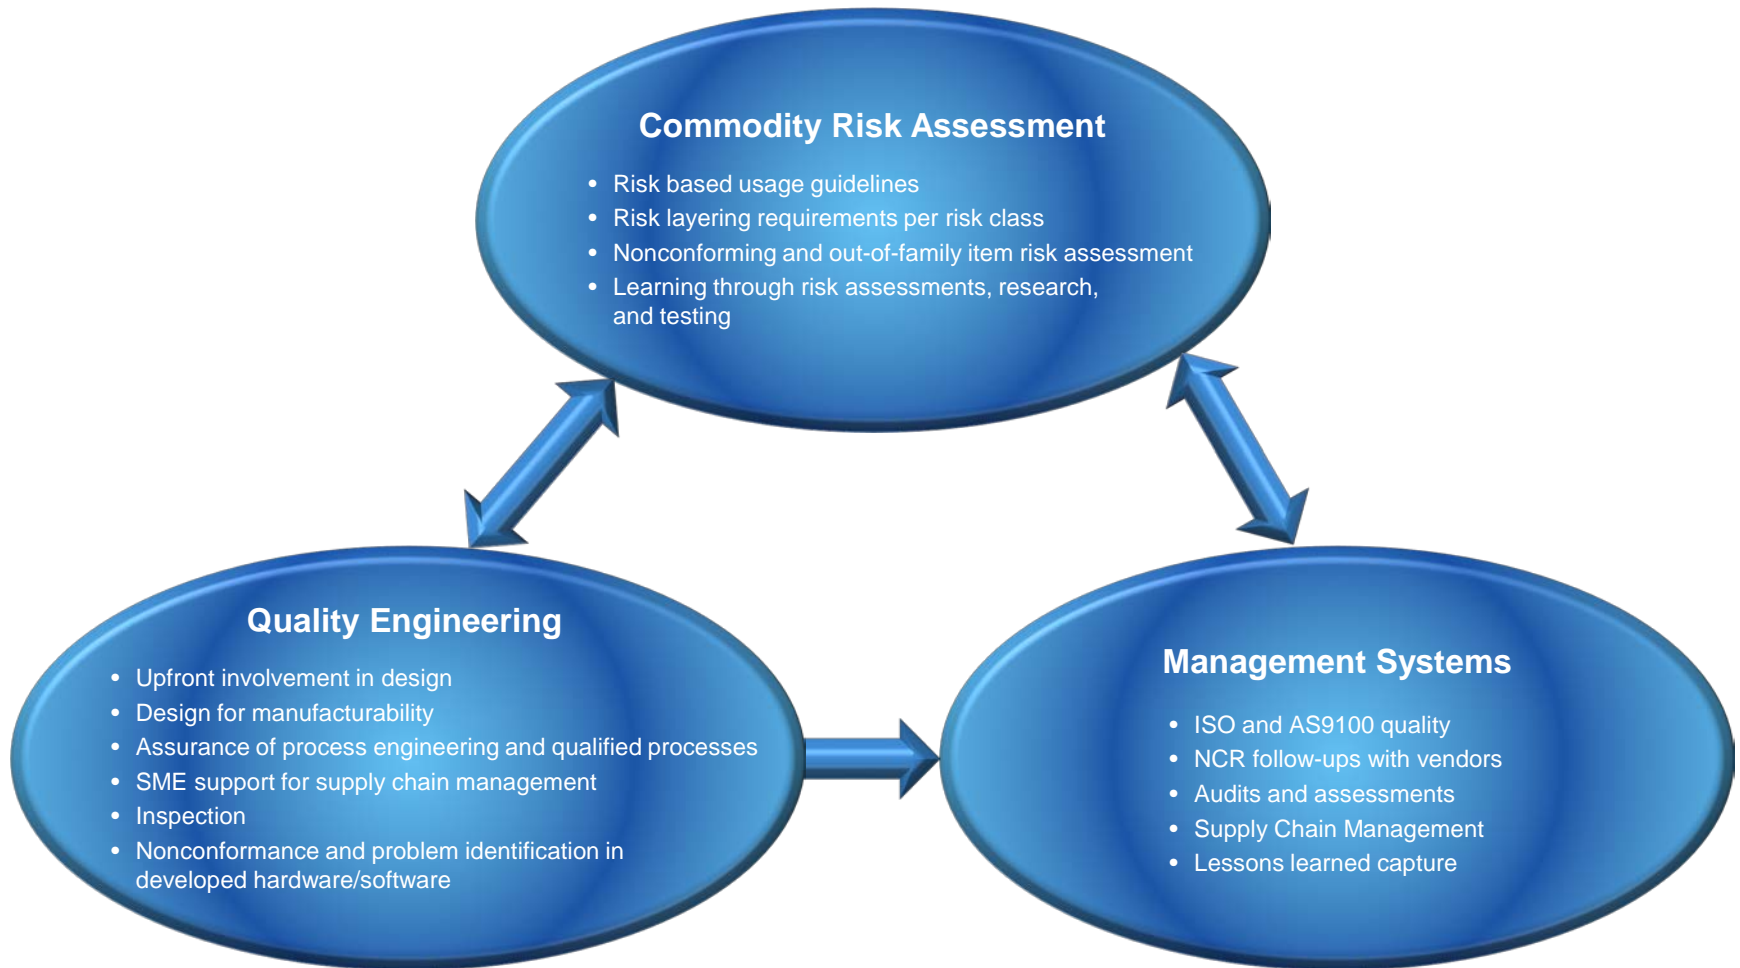 Commodity Risk Assessment
• Risk based usage guidelines
• Risk layering requirements per risk class
• Nonconforming and out-of-family item risk assessment
• Learning through risk assessments, research,
and testing
Quality Engineering
• Upfront involvement in design
• Design for manufacturability
• Assurance of process engineering and qualified processes
• SME support for supply chain management
• Inspection
• Nonconformance and problem identification in
developed hardware/software
Management Systems
• ISO and AS9100 quality
• NCR follow-ups with vendors
• Audits and assessments
• Supply Chain Management
• Lessons learned capture